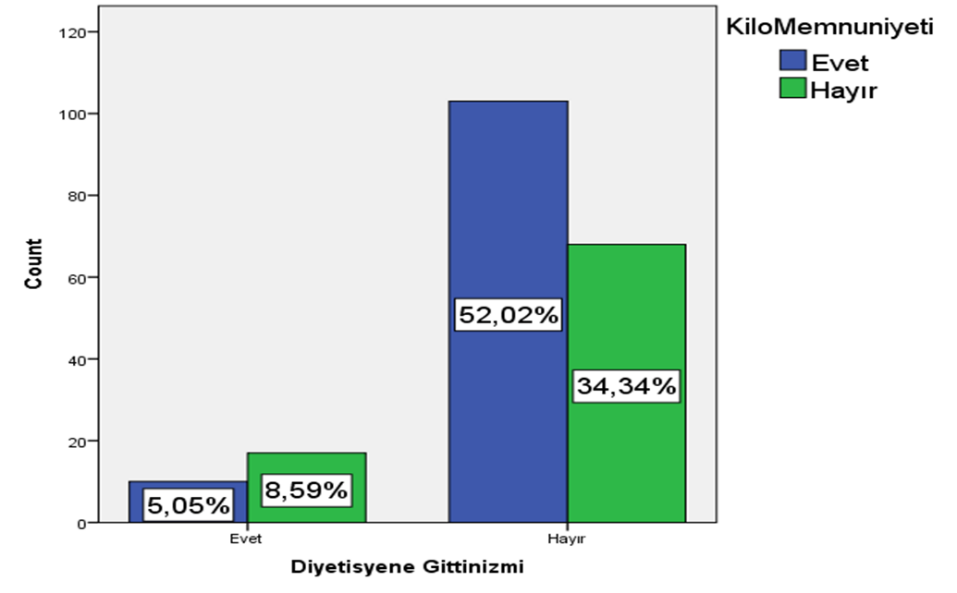 KiloMemnuniyeti
Evet
Hayır
Count
120
100
80
60
40
20
0
5,05%
8,59%
52,02%
34,34%
Evet
Hayır
Diyetisyene Gittinizmi